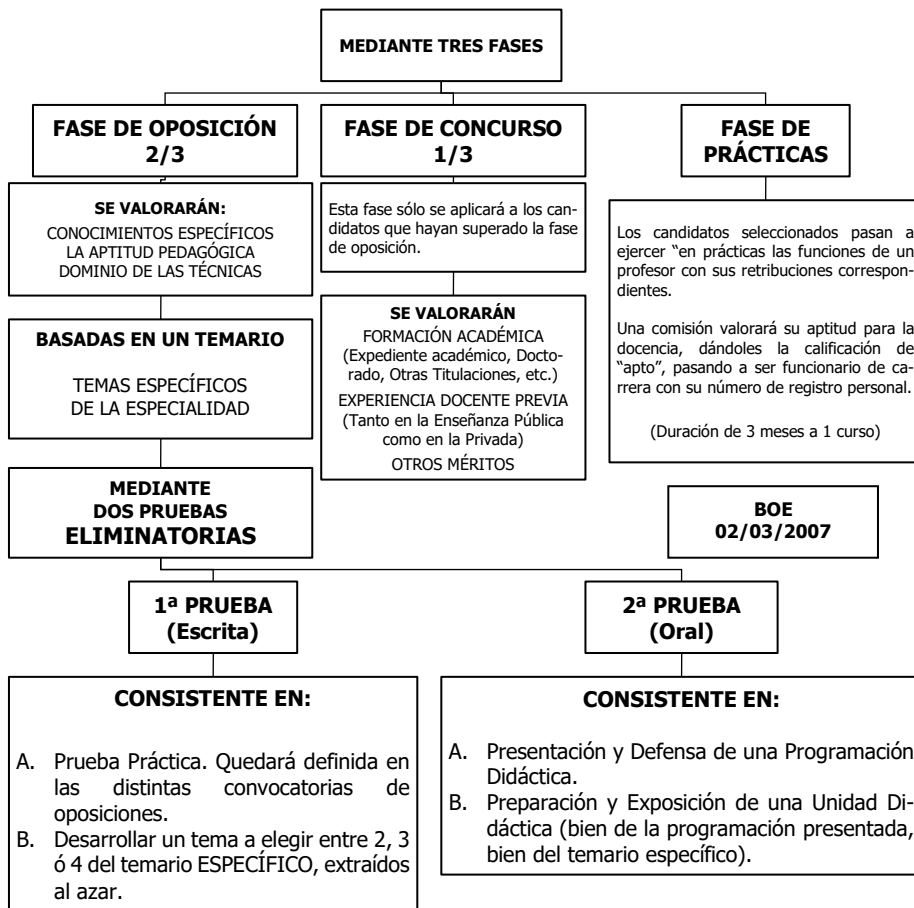 MEDIANTE TRES FASES
FASE DE OPOSICIÓN
2/3
FASE DE CONCURSO
1/3
FASE DE
PRÁCTICAS
SE VALORARÁN:
CONOCIMIENTOS ESPECÍFICOS
LA APTITUD PEDAGÓGICA
DOMINIO DE LAS TÉCNICAS
Esta fase sólo se aplicará a los can-
didatos que hayan superado la fase
de oposición.
Los candidatos seleccionados pasan a
ejercer “en prácticas las funciones de un
profesor con sus retribuciones correspon-
dientes.
Una comisión valorará su aptitud para la
docencia, dándoles la calificación de
“apto”, pasando a ser funcionario de ca-
rrera con su número de registro personal.
(Duración de 3 meses a 1 curso)
BASADAS EN UN TEMARIO
TEMAS ESPECÍFICOS
DE LA ESPECIALIDAD
SE VALORARÁN
FORMACIÓN ACADÉMICA
(Expediente académico, Docto-
rado, Otras Titulaciones, etc.)
EXPERIENCIA DOCENTE PREVIA
(Tanto en la Enseñanza Pública
como en la Privada)
OTROS MÉRITOS
MEDIANTE
DOS PRUEBAS
ELIMINATORIAS
BOE
02/03/2007
1ª PRUEBA
(Escrita)
2ª PRUEBA
(Oral)
CONSISTENTE EN:
A. Prueba Práctica. Quedará definida en
las distintas convocatorias de
oposiciones.
B. Desarrollar un tema a elegir entre 2, 3
ó 4 del temario ESPECÍFICO, extraídos
al azar.
CONSISTENTE EN:
A. Presentación y Defensa de una Programación
Didáctica.
B. Preparación y Exposición de una Unidad Di-
dáctica (bien de la programación presentada,
bien del temario específico).